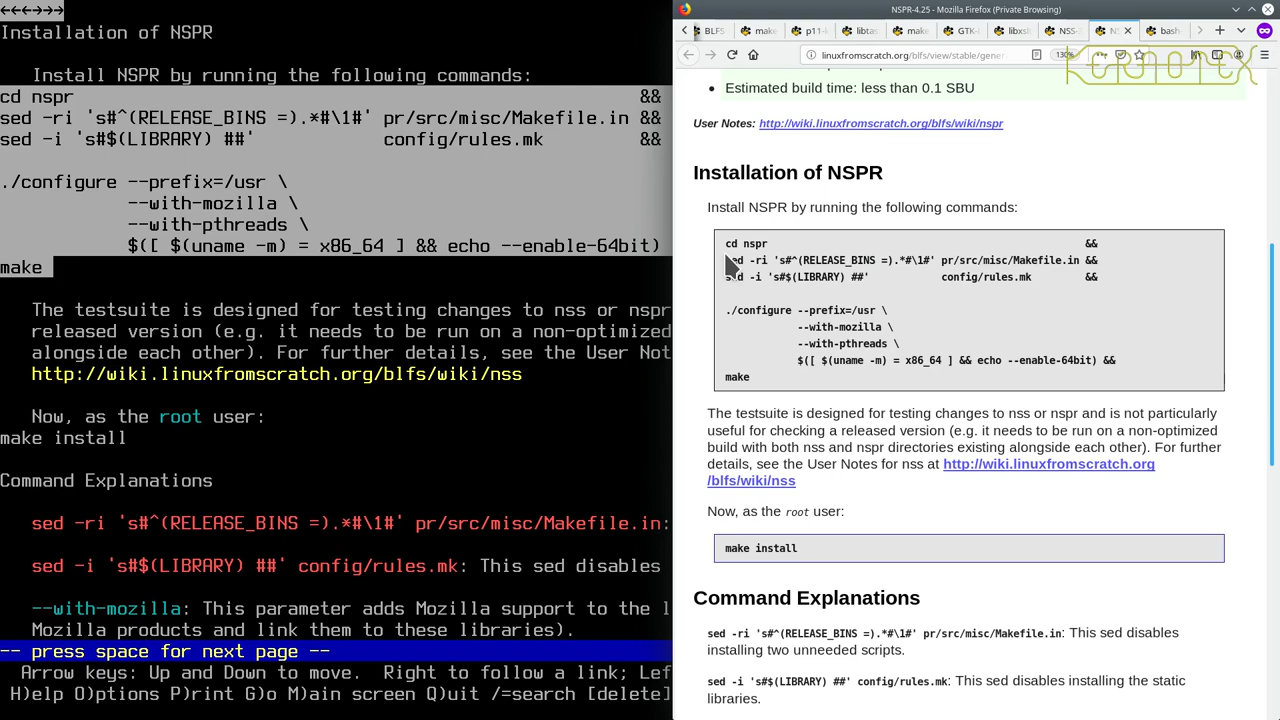 ←←←→→→
Installation of NSPR
Install NSPR by running the following commands:
cd nspr &&
sed -ri 's#^(RELEASE_BINS =).*#\1#' pr/src/misc/Makefile.in &&
sed -i 's#$(LIBRARY) ##' config/rules.mk &&
./configure --prefix=/usr \
--with-mozilla \
--with-pthreads \
$([ $(uname -m) = x86_64 ] && echo --enable-64bit)
make
The testsuite is designed for testing changes to nss or nspr
released version (e.g. it needs to be run on a non-optimized
alongside each other). For further details, see the User Not
http://wiki.linuxfromscratch.org/blfs/wiki/nss
Now, as the root user:
make install
Command Explanations
sed -ri 's#^(RELEASE_BINS =).*#\1#' pr/src/misc/Makefile.in:
sed -i 's#$(LIBRARY) ##' config/rules.mk: This sed disables
--with-mozilla: This parameter adds Mozilla support to the l
Mozilla products and link them to these libraries).
-- press space for next page --
Arrow keys: Up and Down to move. Right to follow a link; Lef
H)elp O)ptions P)rint G)o M)ain screen Q)uit /=search [delete]
NSPR-4.25 - Mozilla Firefox (Private Browsing)
BLFS make p11-k libtas make GTK-D libxslt NSS-3 bash-
linuxfromscratch.org/blfs/view/stable/gener 130%
KERNOTEX
• Estimated build time: less than 0.1 SBU
User Notes: http://wiki.linuxfromscratch.org/blfs/wiki/nspr
Installation of NSPR
Install NSPR by running the following commands:
cd nspr &&
sed -ri 's#^(RELEASE_BINS =).*#\1#' pr/src/misc/Makefile.in &&
sed -i 's#$(LIBRARY) ##' config/rules.mk &&
./configure --prefix=/usr \
--with-mozilla \
--with-pthreads \
$([ $(uname -m) = x86_64 ] && echo --enable-64bit) &&
make
The testsuite is designed for testing changes to nss or nspr and is not particularly
useful for checking a released version (e.g. it needs to be run on a non-optimized
build with both nss and nspr directories existing alongside each other). For further
details, see the User Notes for nss at http://wiki.linuxfromscratch.org
/blfs/wiki/nss
Now, as the root user:
make install
Command Explanations
sed -ri 's#^(RELEASE_BINS =).*#\1#' pr/src/misc/Makefile.in: This sed disables
installing two unneeded scripts.
sed -i 's#$(LIBRARY) ##' config/rules.mk: This sed disables installing the static
libraries.